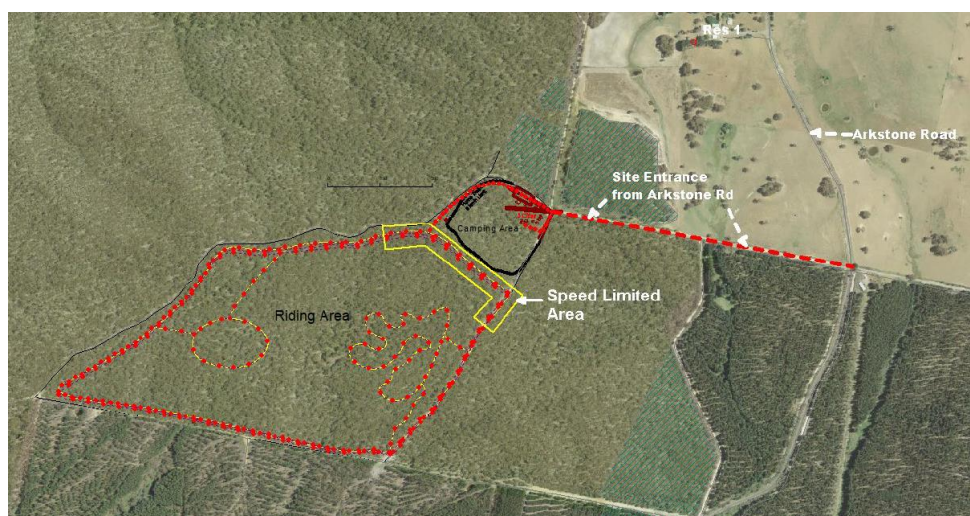 Res 1
Arkstone Road
Site Entrance
from Arkstone Rd
Camping Area
Speed Limited
Area
Riding Area